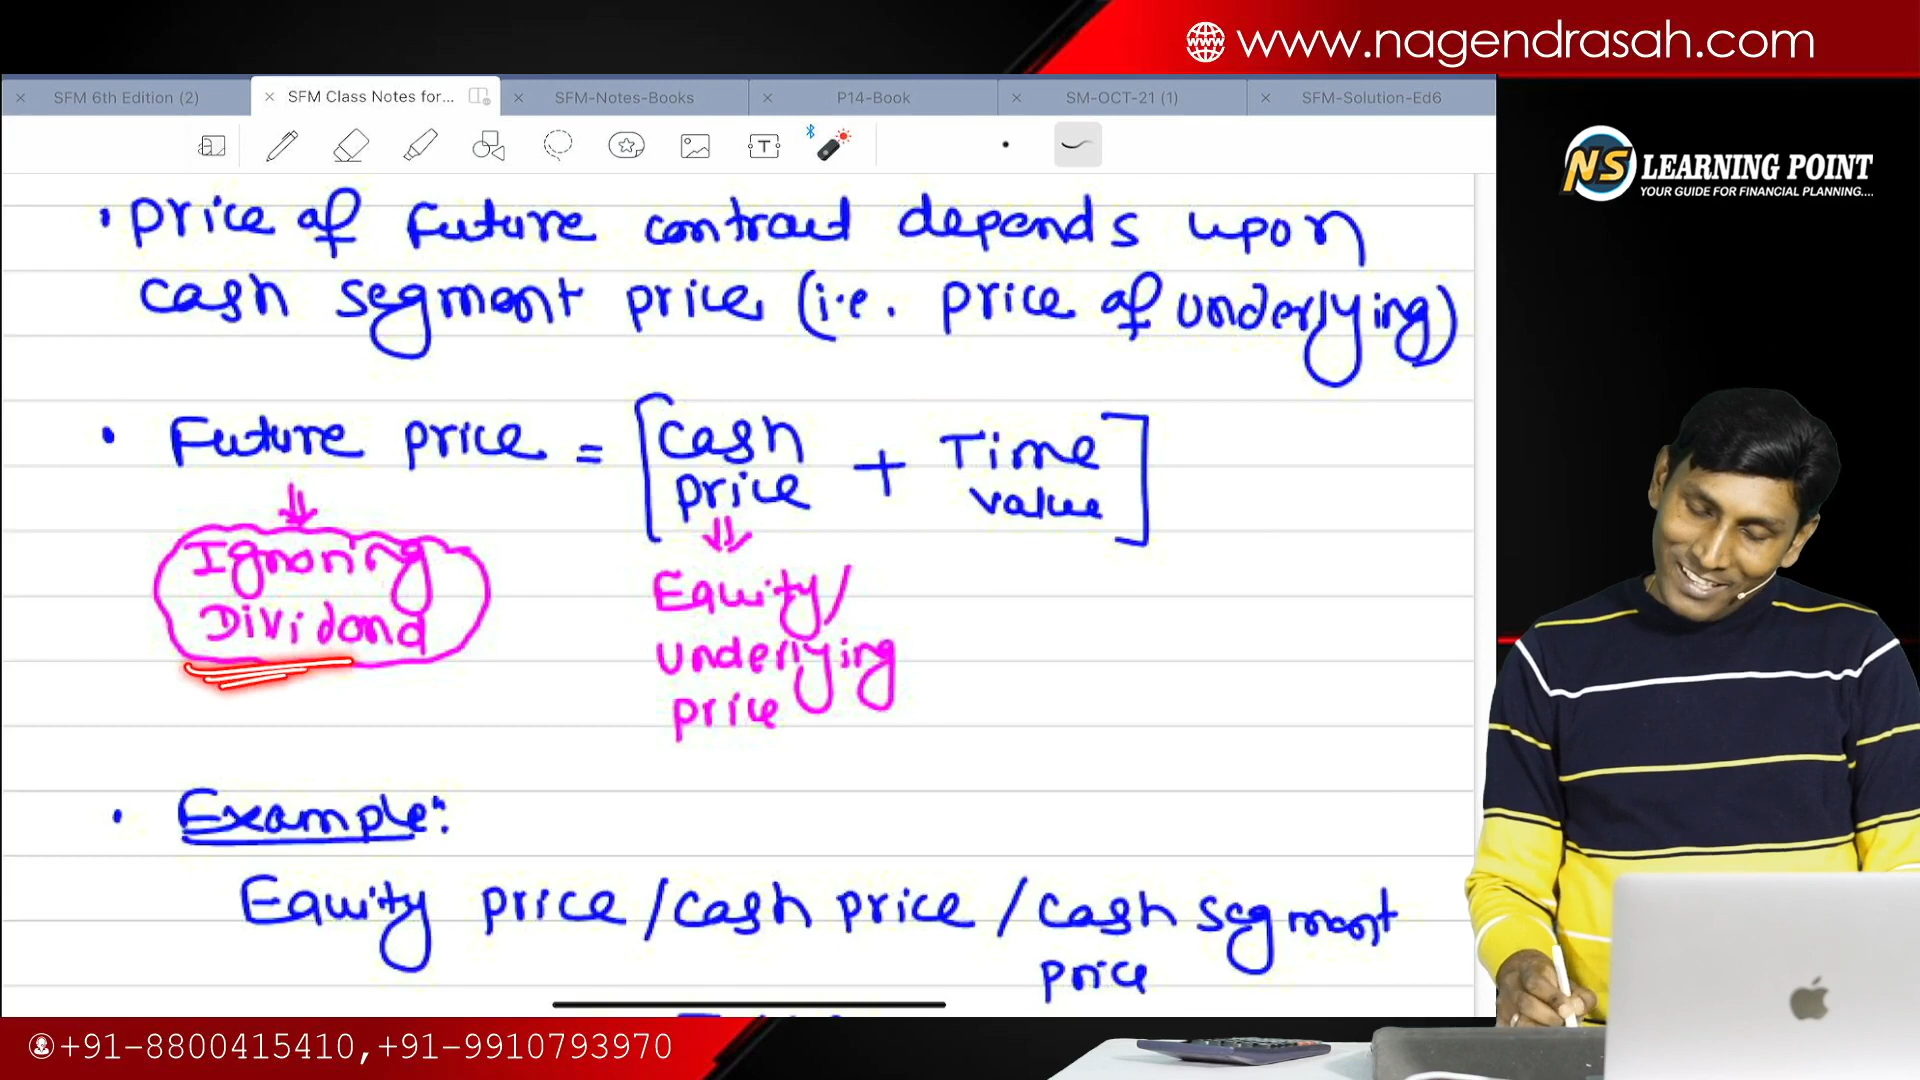 www.nagendrasah.com
SFM 6th Edition (2)
SFM Class Notes for...
SFM-Notes-Books
P14-Book
SM-OCT-21 (1)
SFM-Solution-Ed6
NS LEARNING POINT
YOUR GUIDE FOR FINANCIAL PLANNING....
• Price of Future contract depends upon
cash segment price (i.e. price of underlying)
• Future price = [cash price + Time value]
Ignoring
Dividend
Equity/
underlying
price
• Example:
Equity price / cash price / cash segment
price
+91-8800415410,+91-9910793970